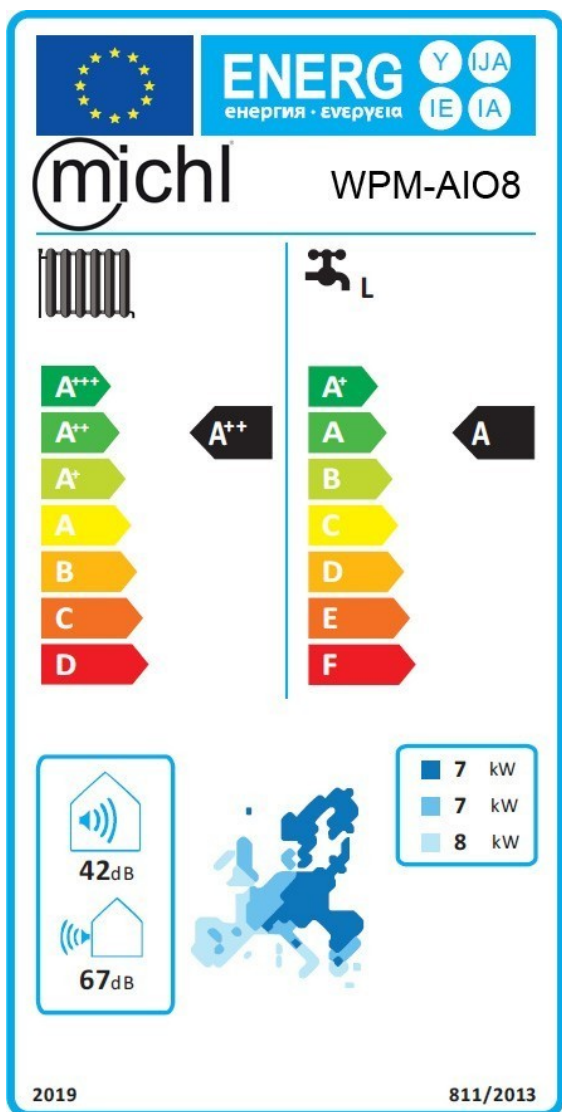 ENERG Y IJA
енергия · ενεργεια IE IA
michl WPM-AIO8
L
A+++ A++ A+
A++ A A A
A+ B
A C
B D
C E
D F
7 kW
7 kW
8 kW
42dB
67dB
2019 811/2013